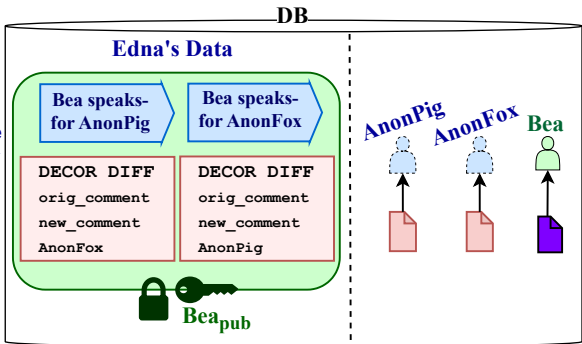 DB
Edna's Data
Bea speaks-
for AnonPig
Bea speaks-
for AnonFox
DECOR DIFF
orig_comment
new_comment
AnonFox
DECOR DIFF
orig_comment
new_comment
AnonPig
Bea_pub
AnonPig
AnonFox
Bea